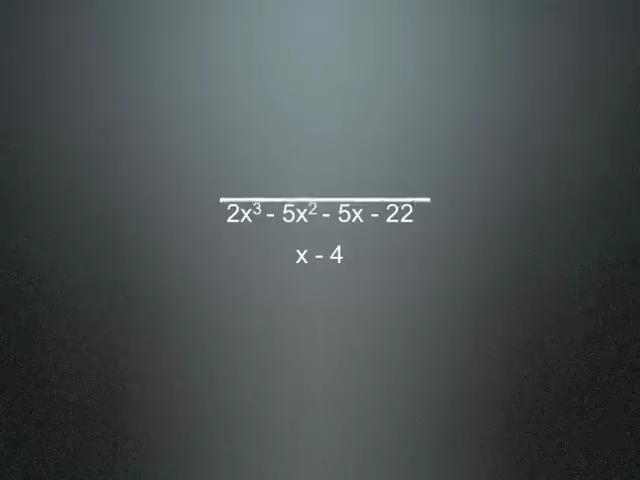 2x³ - 5x² - 5x - 22
x - 4